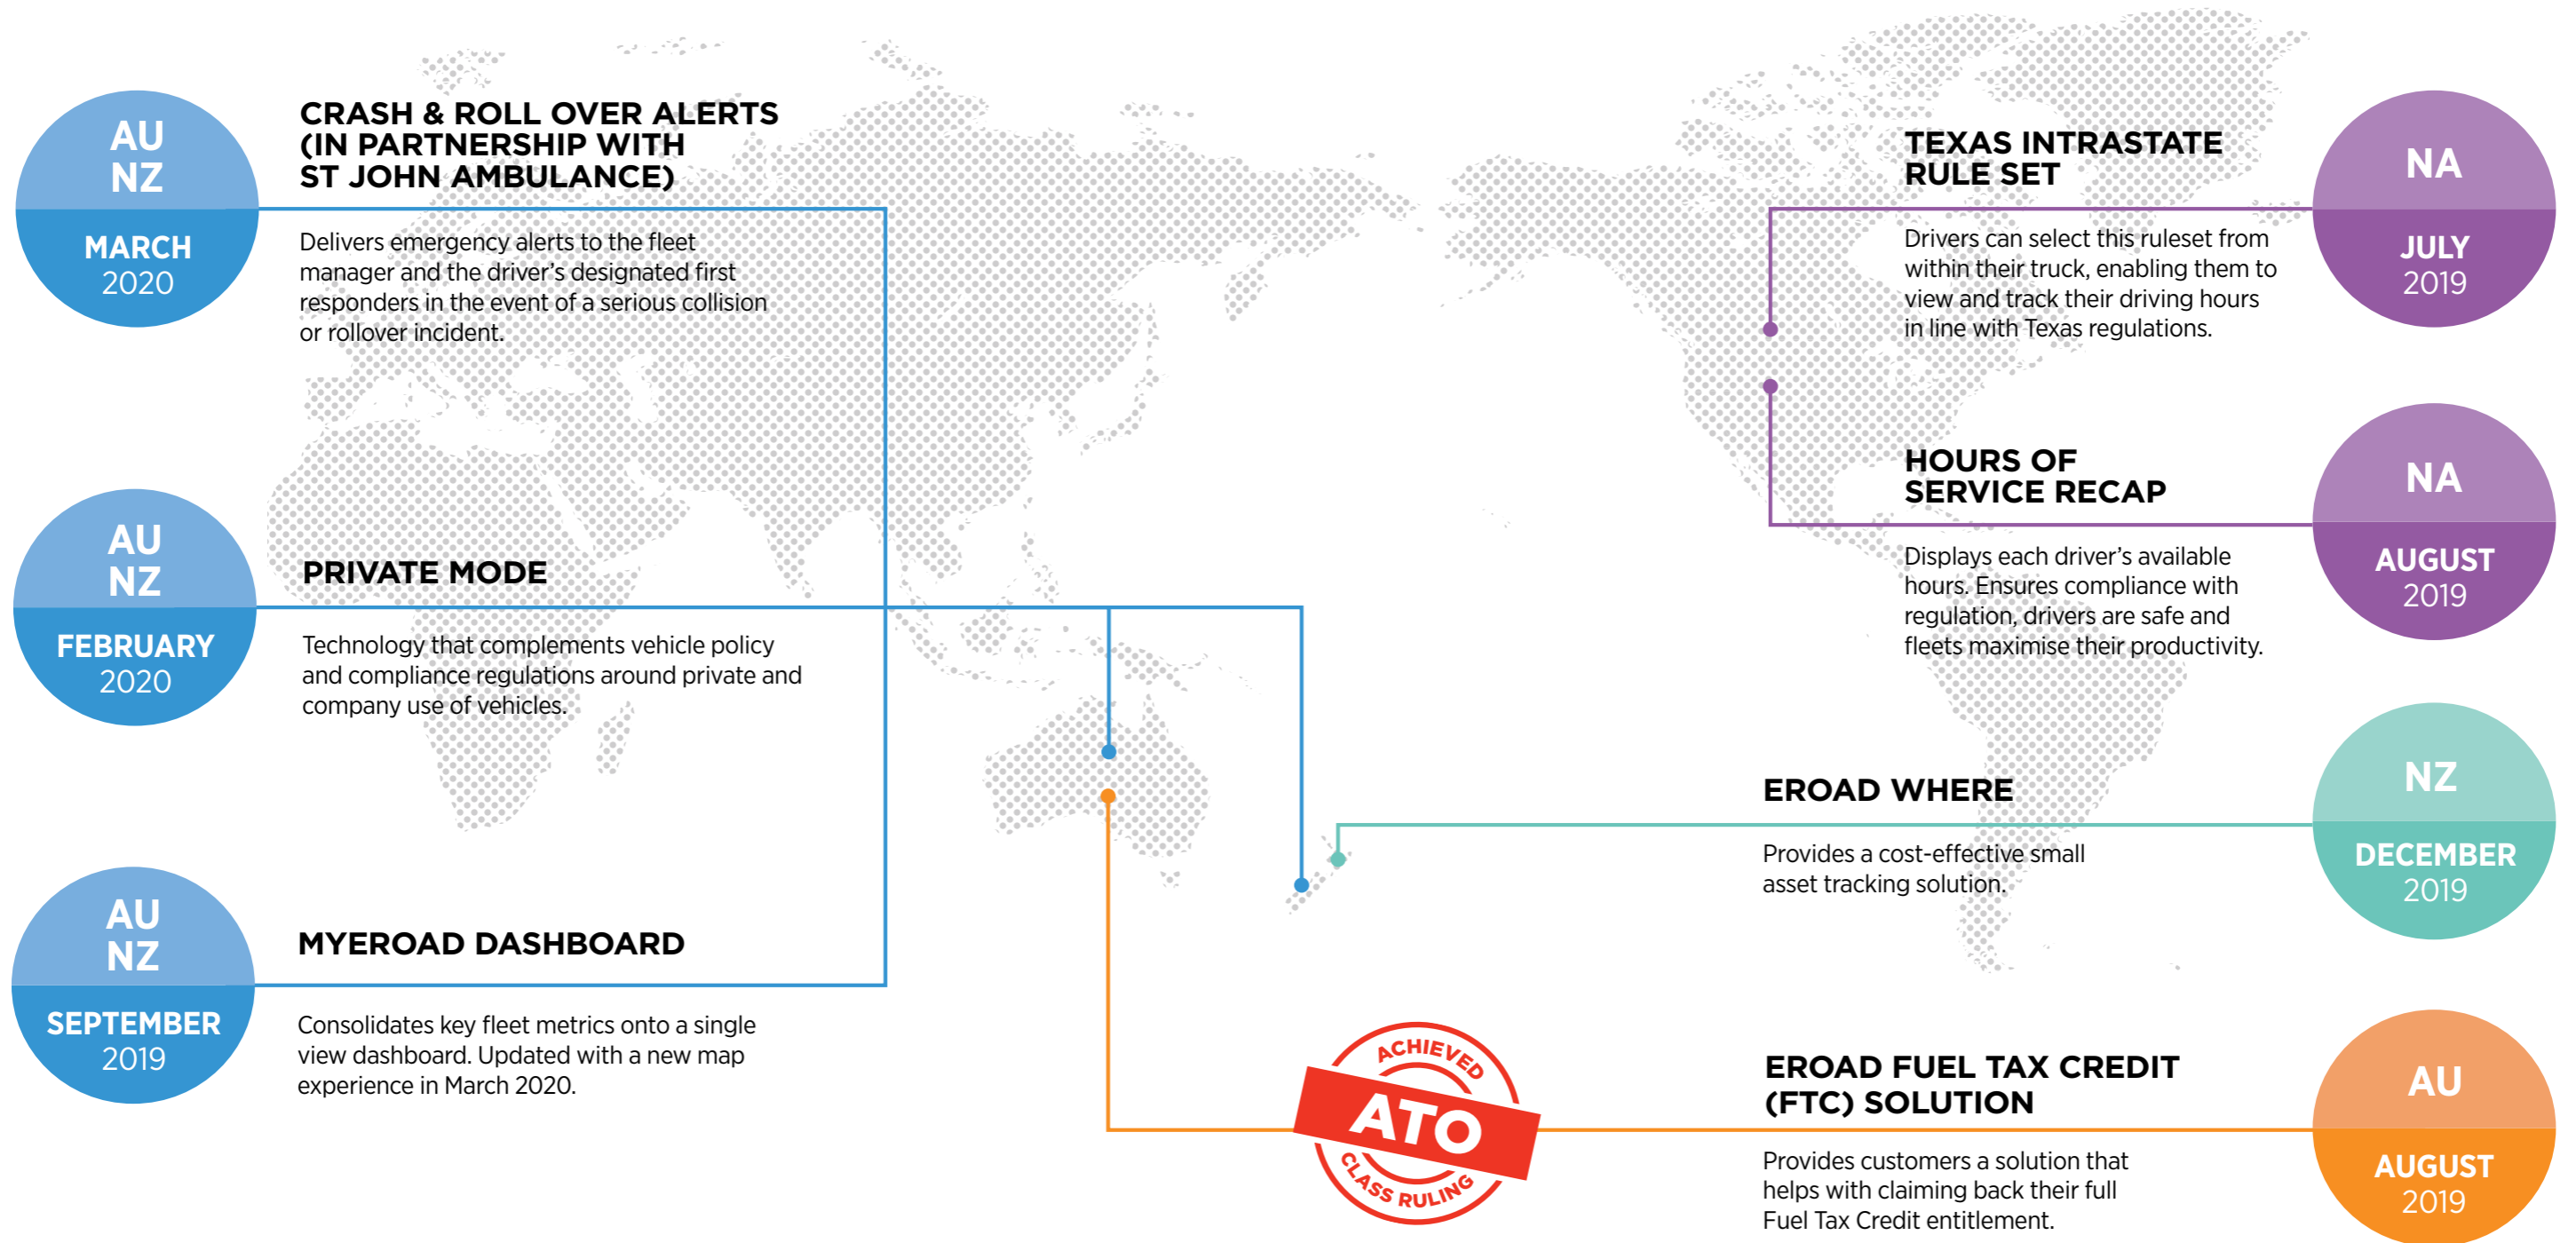 AU
NZ
MARCH
2020
CRASH & ROLL OVER ALERTS
(IN PARTNERSHIP WITH
ST JOHN AMBULANCE)
Delivers emergency alerts to the fleet
manager and the driver’s designated first
responders in the event of a serious collision
or rollover incident.
AU
NZ
FEBRUARY
2020
PRIVATE MODE
Technology that complements vehicle policy
and compliance regulations around private and
company use of vehicles.
AU
NZ
SEPTEMBER
2019
MYEROAD DASHBOARD
Consolidates key fleet metrics onto a single
view dashboard. Updated with a new map
experience in March 2020.
TEXAS INTRASTATE
RULE SET
Drivers can select this ruleset from
within their truck, enabling them to
view and track their driving hours
in line with Texas regulations.
NA
JULY
2019
HOURS OF
SERVICE RECAP
Displays each driver’s available
hours. Ensures compliance with
regulation, drivers are safe and
fleets maximise their productivity.
NA
AUGUST
2019
EROAD WHERE
Provides a cost-effective small
asset tracking solution.
NZ
DECEMBER
2019
ACHIEVED
ATO
CLASS RULING
EROAD FUEL TAX CREDIT
(FTC) SOLUTION
Provides customers a solution that
helps with claiming back their full
Fuel Tax Credit entitlement.
AU
AUGUST
2019